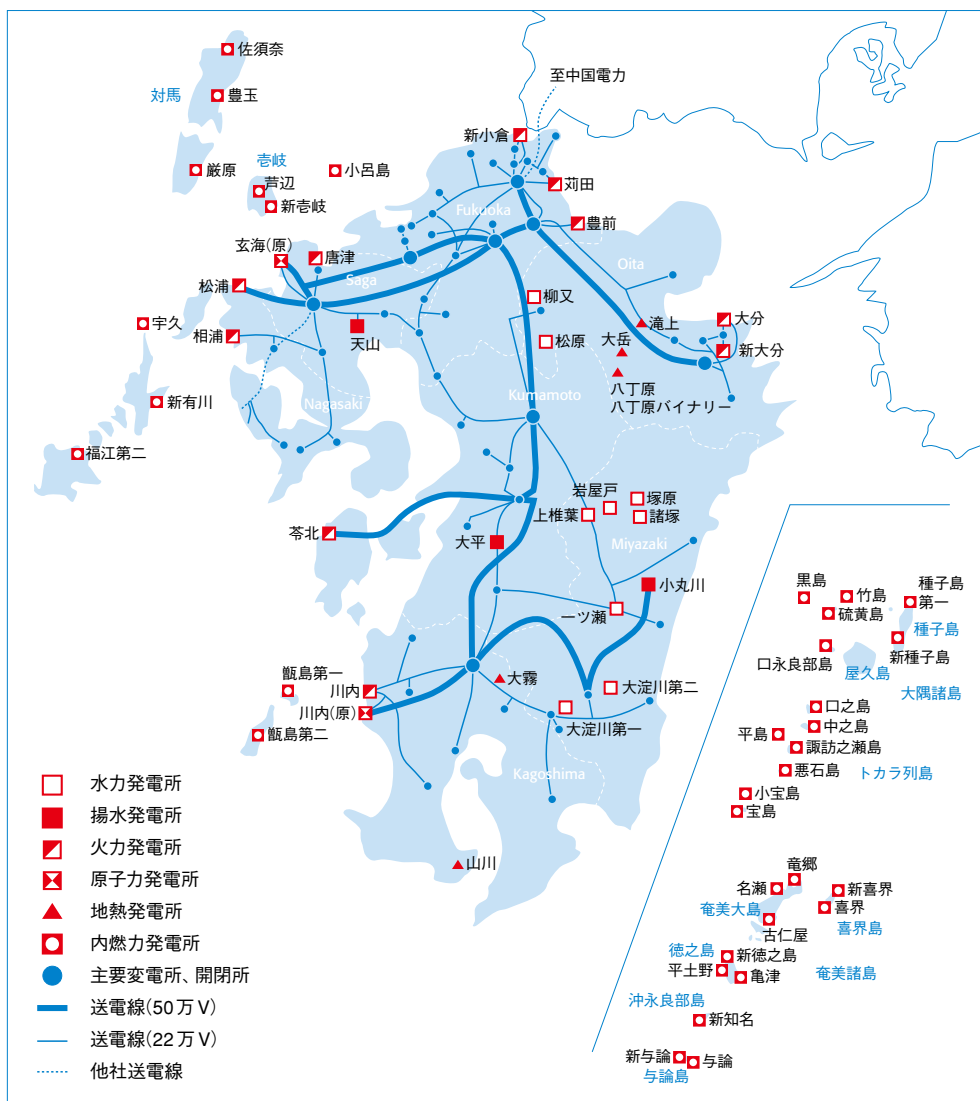 佐須奈
対馬
豊玉
厳原
壱岐
芦辺
新壱岐
小呂島
至中国電力
新小倉
苅田
豊前
Fukuoka
玄海(原)
唐津
Saga
松浦
相浦
天山
宇久
新有川
福江第二
Nagasaki
Oita
柳又
松原
滝上
大岳
八丁原
八丁原バイナリー
大分
新大分
Kumamoto
岩屋戸
塚原
上椎葉
諸塚
Miyazaki
苓北
大平
小丸川
一ツ瀬
甑島第一
川内
川内(原)
甑島第二
大霧
大淀川第二
大淀川第一
Kagoshima
山川
水力発電所
揚水発電所
火力発電所
原子力発電所
地熱発電所
内燃力発電所
主要変電所、開閉所
送電線(50万V)
送電線(22万V)
他社送電線
黒島
竹島
硫黄島
種子島
第一
種子島
新種子島
口永良部島
屋久島
大隅諸島
口之島
中之島
平島
諏訪之瀬島
悪石島
トカラ列島
小宝島
宝島
竜郷
名瀬
新喜界
奄美大島
喜界
喜界島
古仁屋
徳之島
新徳之島
平土野
亀津
奄美諸島
沖永良部島
新知名
新与論
与論
与論島